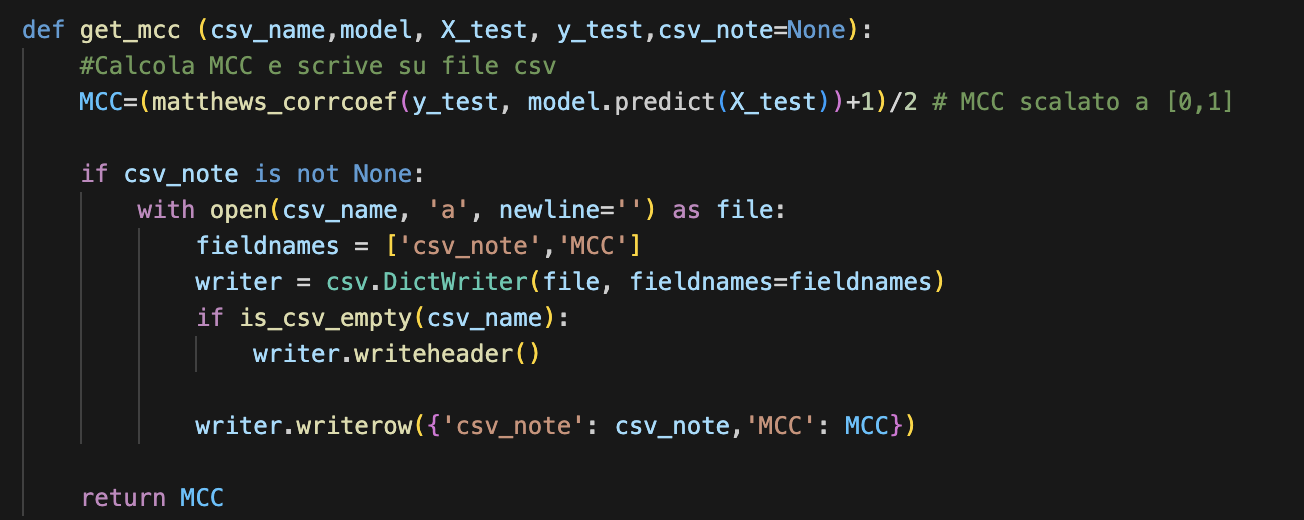 def get_mcc (csv_name,model, X_test, y_test,csv_note=None):
    #Calcola MCC e scrive su file csv
    MCC=(matthews_corrcoef(y_test, model.predict(X_test))+1)/2 # MCC scalato a [0,1]
    if csv_note is not None:
        with open(csv_name, 'a', newline='') as file:
            fieldnames = ['csv_note','MCC']
            writer = csv.DictWriter(file, fieldnames=fieldnames)
            if is_csv_empty(csv_name):
                writer.writeheader()
            writer.writerow({'csv_note': csv_note,'MCC': MCC})
    return MCC